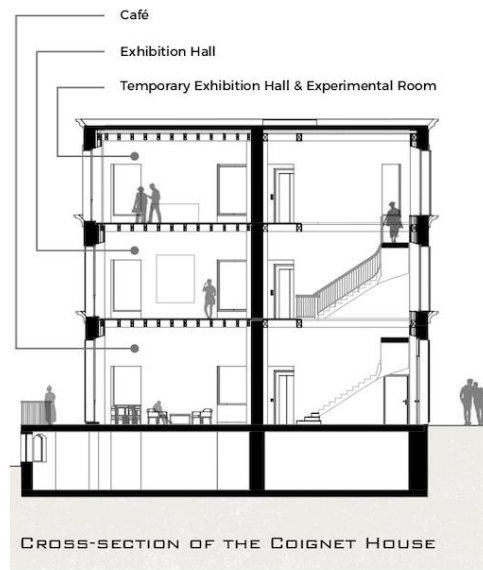 Café
Exhibition Hall
Temporary Exhibition Hall & Experimental Room
Cross-section of the Coignet House